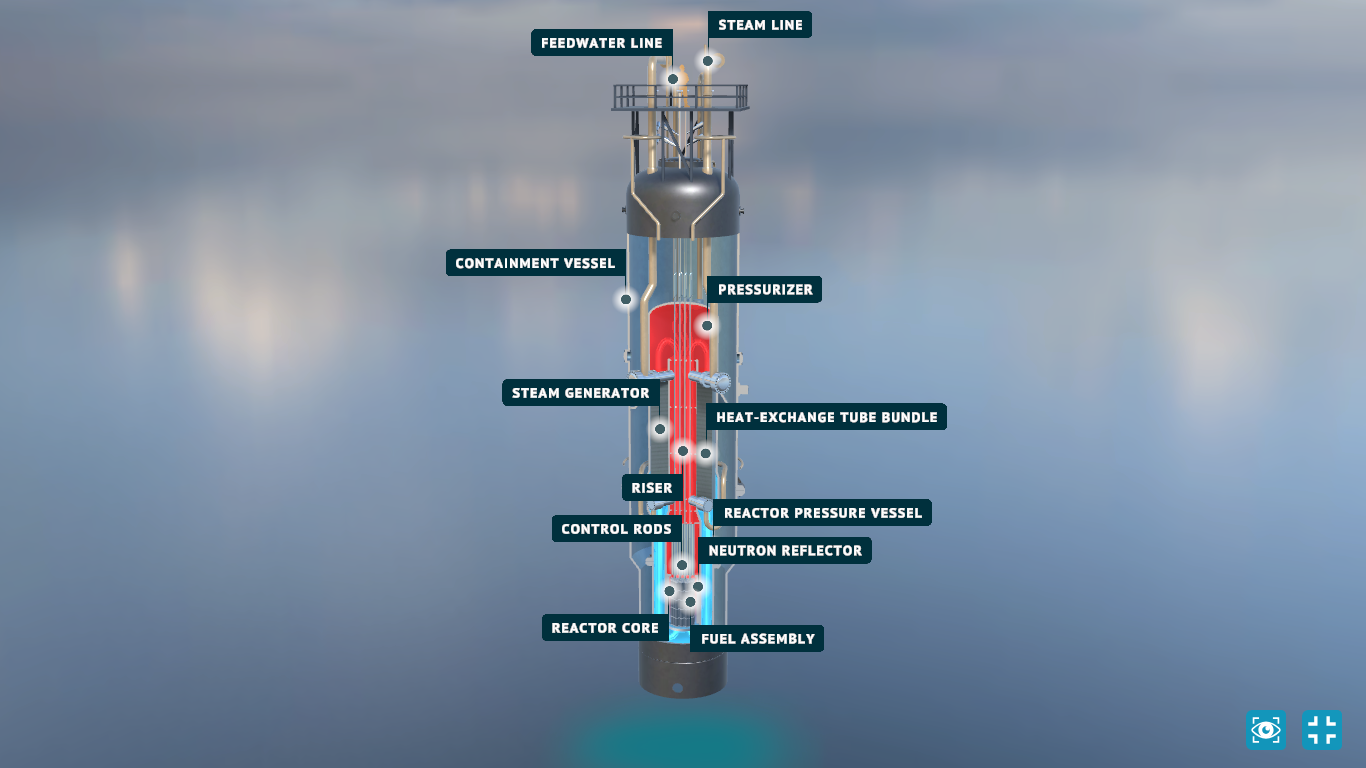 STEAM LINE
FEEDWATER LINE
CONTAINMENT VESSEL
PRESSURIZER
STEAM GENERATOR
HEAT-EXCHANGE TUBE BUNDLE
RISER
REACTOR PRESSURE VESSEL
CONTROL RODS
NEUTRON REFLECTOR
REACTOR CORE
FUEL ASSEMBLY